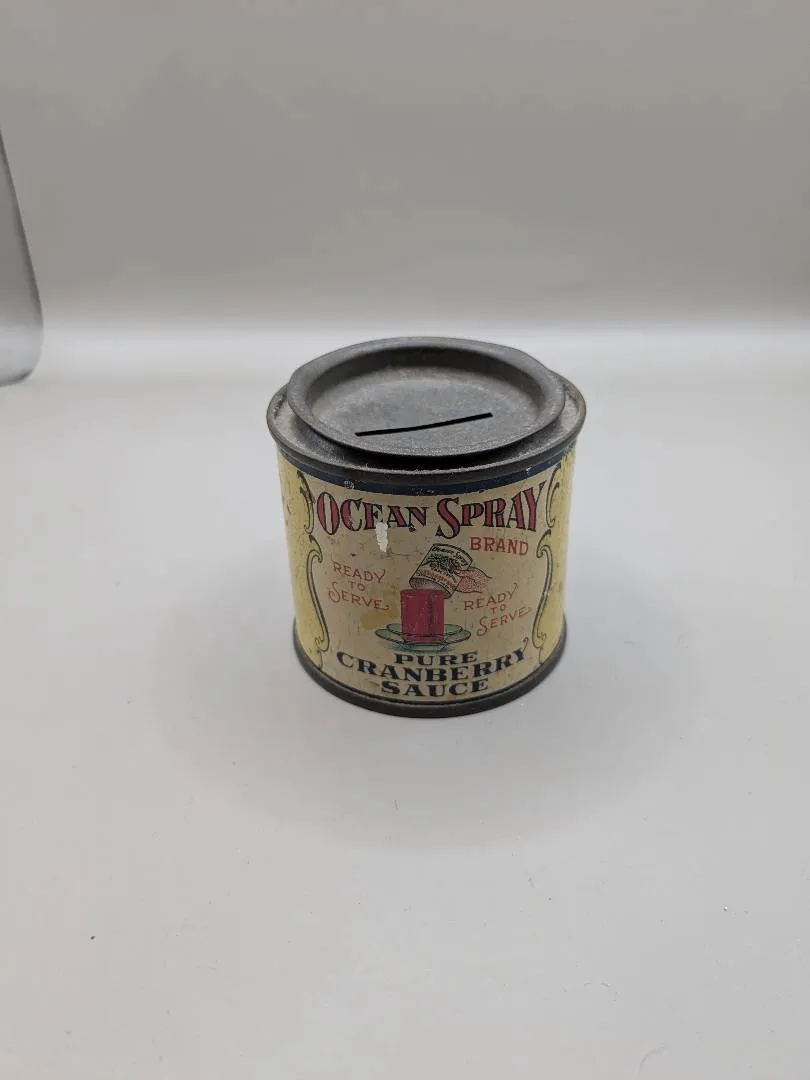 OCEAN SPRAY
BRAND
READY
TO
SERVE
READY
TO
SERVE
PURE
CRANBERRY
SAUCE